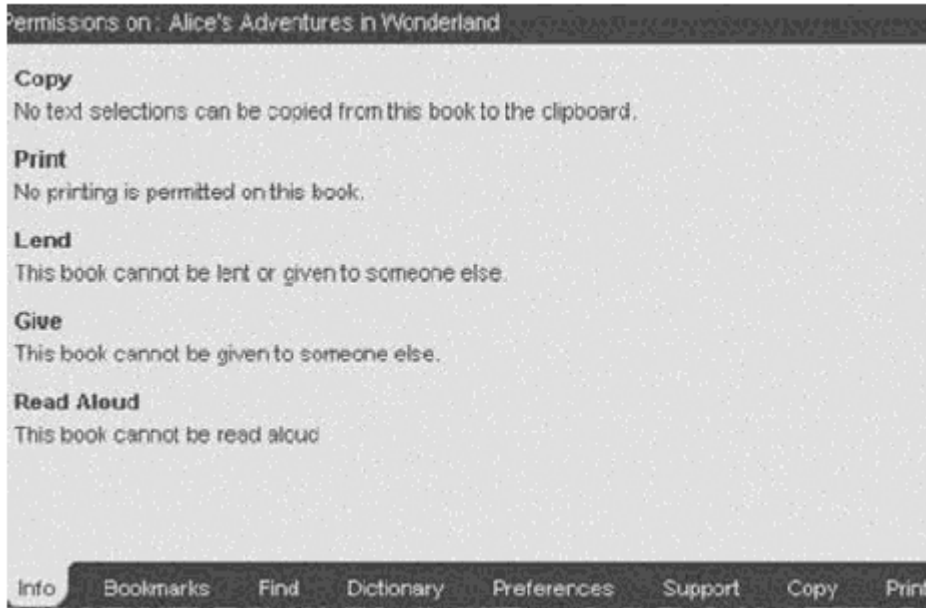 Permissions on : Alice's Adventures in Wonderland
Copy
No text selections can be copied from this book to the clipboard.
Print
No printing is permitted on this book.
Lend
This book cannot be lent or given to someone else.
Give
This book cannot be given to someone else.
Read Aloud
This book cannot be read aloud
Info Bookmarks Find Dictionary Preferences Support Copy Print